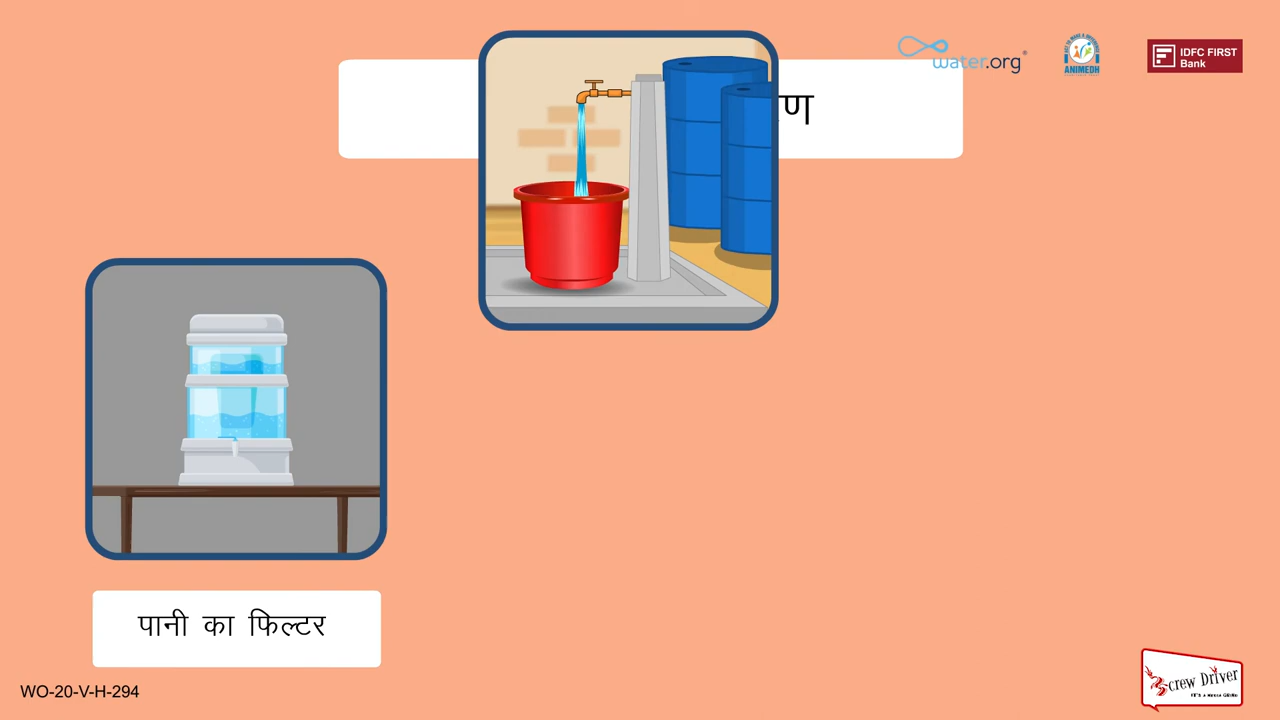 water.org®
ANIMEDH
IDFC FIRST
Bank
पानी का फिल्टर
WO-20-V-H-294
Screw Driver